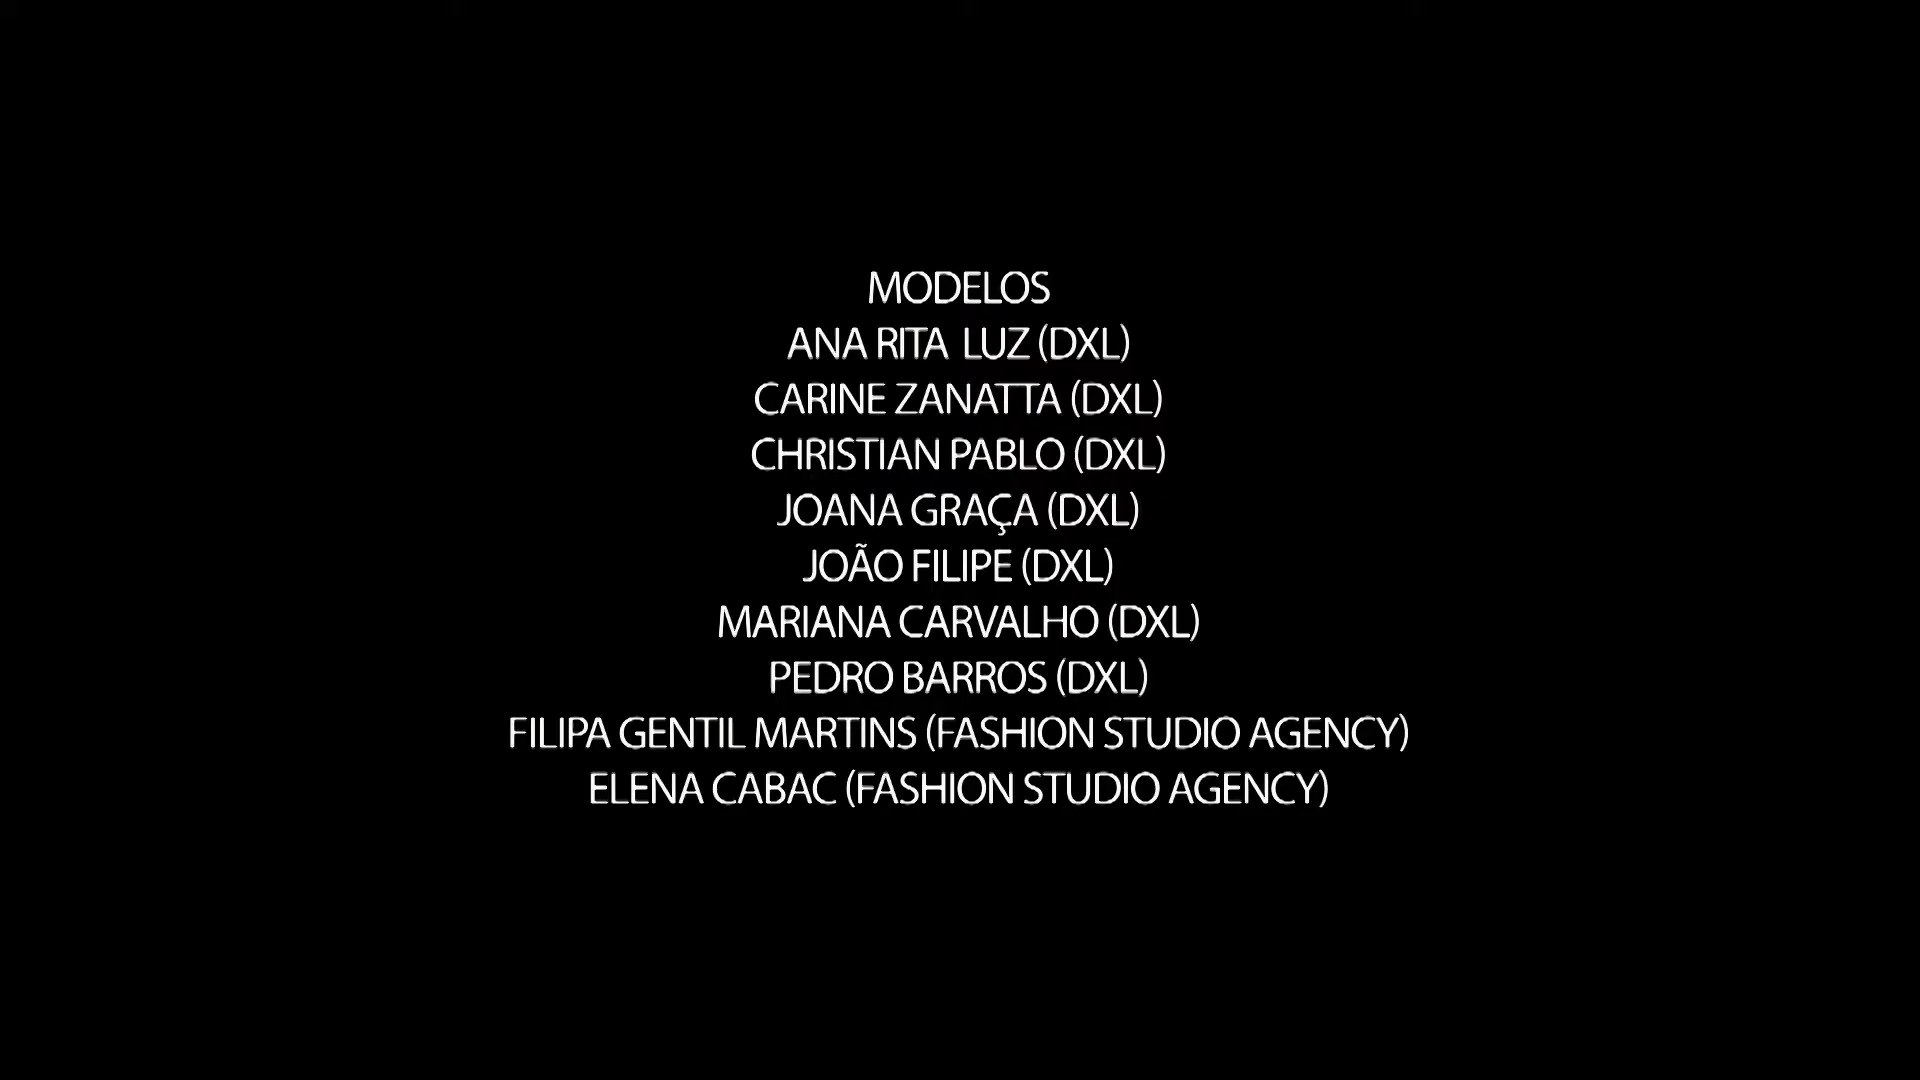 MODELOS
ANA RITA  LUZ (DXL)
CARINE ZANATTA (DXL)
CHRISTIAN PABLO (DXL)
JOANA GRAÇA (DXL)
JOÃO FILIPE (DXL)
MARIANA CARVALHO (DXL)
PEDRO BARROS (DXL)
FILIPA GENTIL MARTINS (FASHION STUDIO AGENCY)
ELENA CABAC (FASHION STUDIO AGENCY)